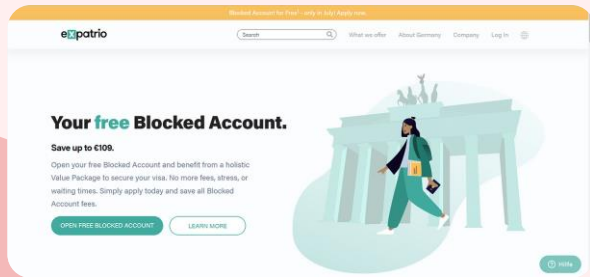 Blocked Account for Free! - only in July! Apply now.
expatrio
Search
What we offer
About Germany
Company
Log In
Your free Blocked Account.
Save up to €109.
Open your free Blocked Account and benefit from a holistic
Value Package to secure your visa. No more fees, stress, or
waiting times. Simply apply today and save all Blocked
Account fees.
OPEN FREE BLOCKED ACCOUNT
LEARN MORE
Hilfe